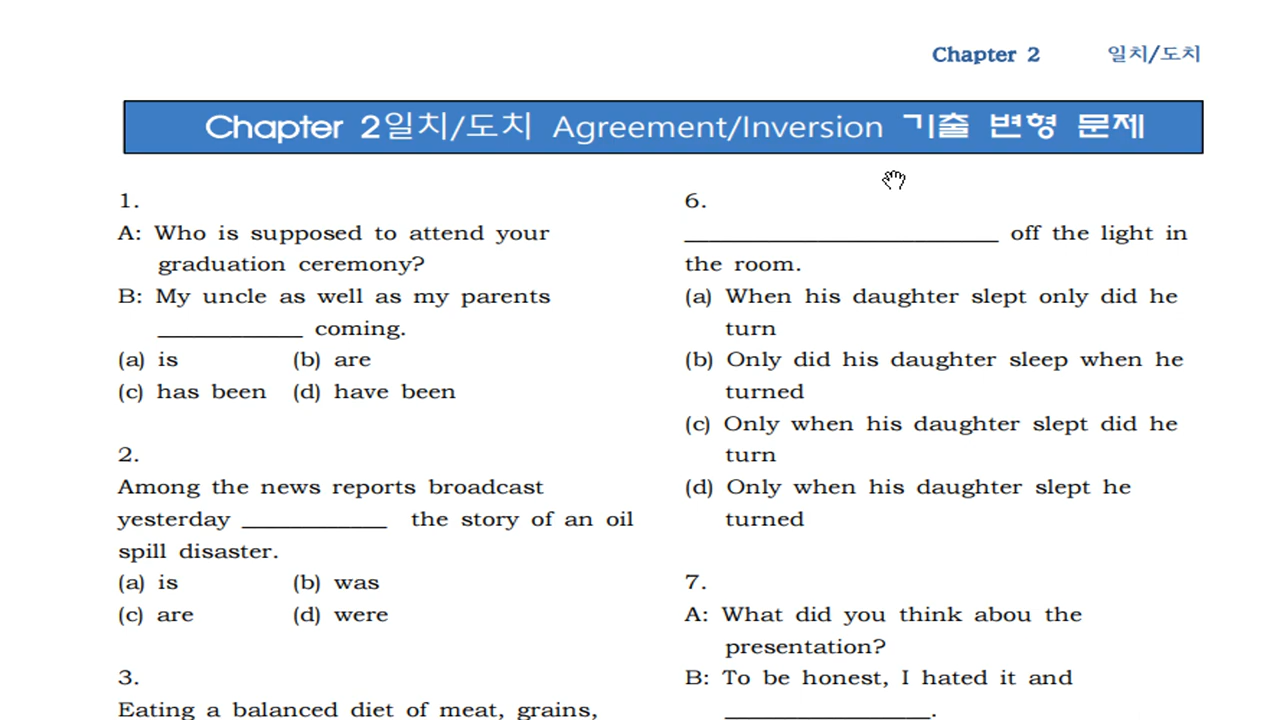 Chapter 2 일치/도치
Chapter 2일치/도치 Agreement/Inversion 기출 변형 문제
1.
A: Who is supposed to attend your
graduation ceremony?
B: My uncle as well as my parents
____________ coming.
(a) is (b) are
(c) has been (d) have been
2.
Among the news reports broadcast
yesterday ____________ the story of an oil
spill disaster.
(a) is (b) was
(c) are (d) were
3.
Eating a balanced diet of meat, grains,
6.
__________________________ off the light in
the room.
(a) When his daughter slept only did he
turn
(b) Only did his daughter sleep when he
turned
(c) Only when his daughter slept did he
turn
(d) Only when his daughter slept he
turned
7.
A: What did you think abou the
presentation?
B: To be honest, I hated it and
_________________.